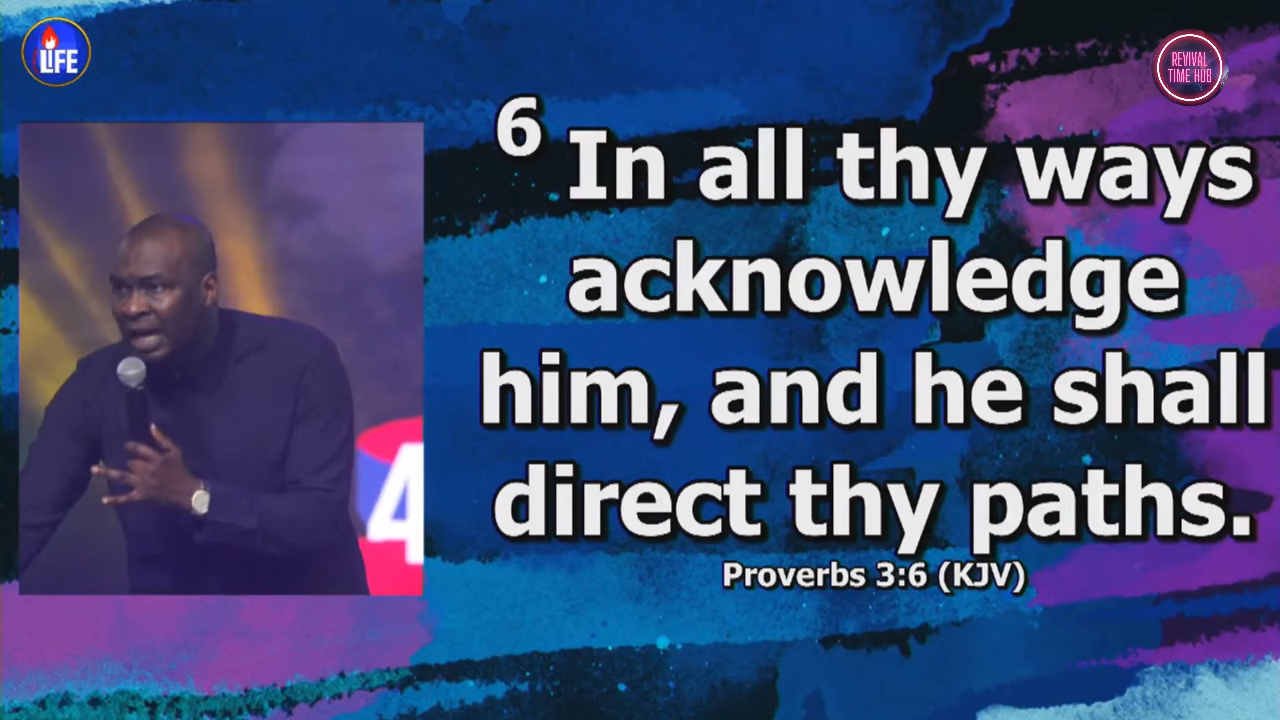 LIFE
REVIVAL
TIME HUB
6 In all thy ways
acknowledge
him, and he shall
direct thy paths.
Proverbs 3:6 (KJV)
4